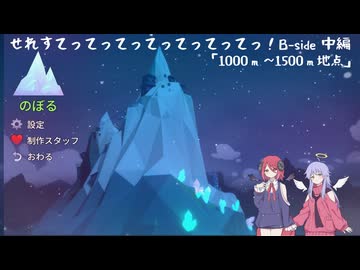 せれすてってってってってってってっ！B-side 中編
「1000ｍ ～1500ｍ地点」
のぼる
設定
制作スタッフ
おわる